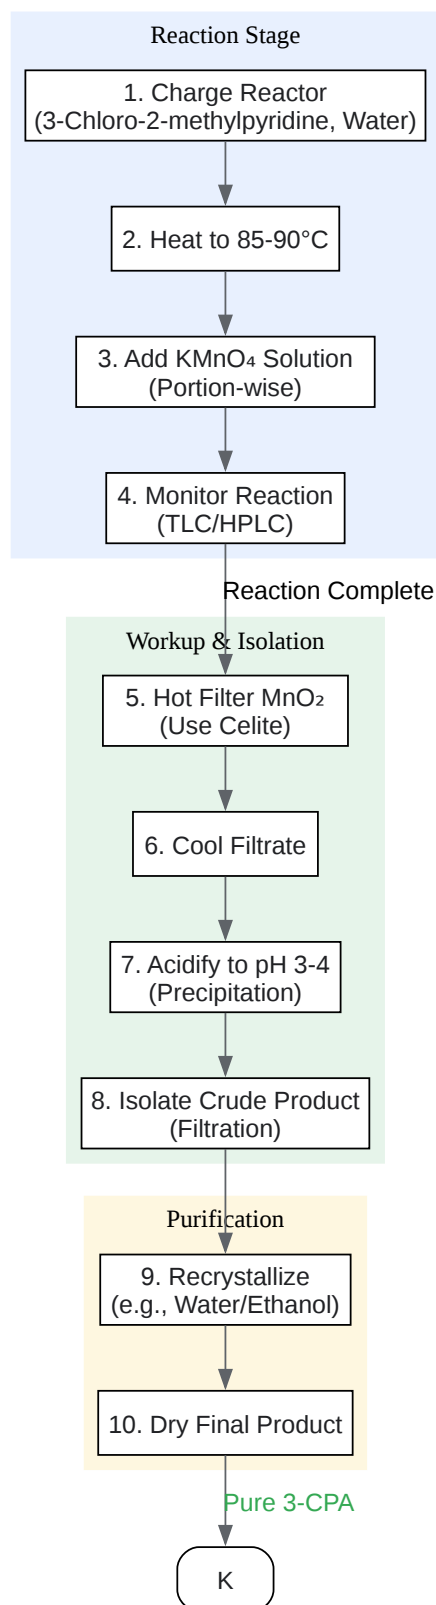 Reaction Stage
1. Charge Reactor
(3-Chloro-2-methylpyridine, Water)
2. Heat to 85-90°C
3. Add KMnO₄ Solution
(Portion-wise)
4. Monitor Reaction
(TLC/HPLC)
Reaction Complete
Workup & Isolation
5. Hot Filter MnO₂
(Use Celite)
6. Cool Filtrate
7. Acidify to pH 3-4
(Precipitation)
8. Isolate Crude Product
(Filtration)
Purification
9. Recrystallize
(e.g., Water/Ethanol)
10. Dry Final Product
Pure 3-CPA
K